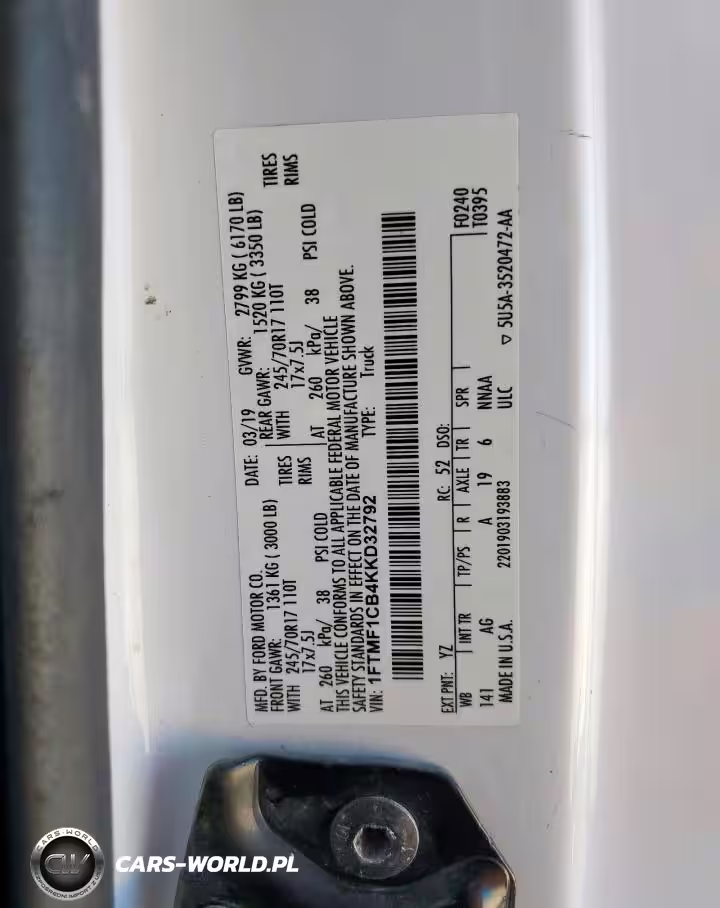 MFD. BY FORD MOTOR CO.
DATE: 03/19 GVWR: 2799 KG ( 6170 LB)
FRONT GAWR: 1361 KG ( 3000 LB) REAR GAWR: 1520 KG ( 3350 LB)
WITH 245/70R17 110T TIRES WITH 245/70R17 110T TIRES
17x7.5J RIMS 17x7.5J RIMS
AT 260 kPa/ 38 PSI COLD AT 260 kPa/ 38 PSI COLD
THIS VEHICLE CONFORMS TO ALL APPLICABLE FEDERAL MOTOR VEHICLE
SAFETY STANDARDS IN EFFECT ON THE DATE OF MANUFACTURE SHOWN ABOVE.
VIN: 1FTMF1CB4KKD32792 TYPE: Truck
EXT PNT: YZ RC: 52 DSO: F0240
WB INT TR TP/PS R AXLE TR SPR T0395
141 AG A 19 6 NNAA
MADE IN U.S.A. 2201903193883 ULC ▽ 5U5A-3520472-AA
CARS-WORLD
CW
CARS-WORLD.PL